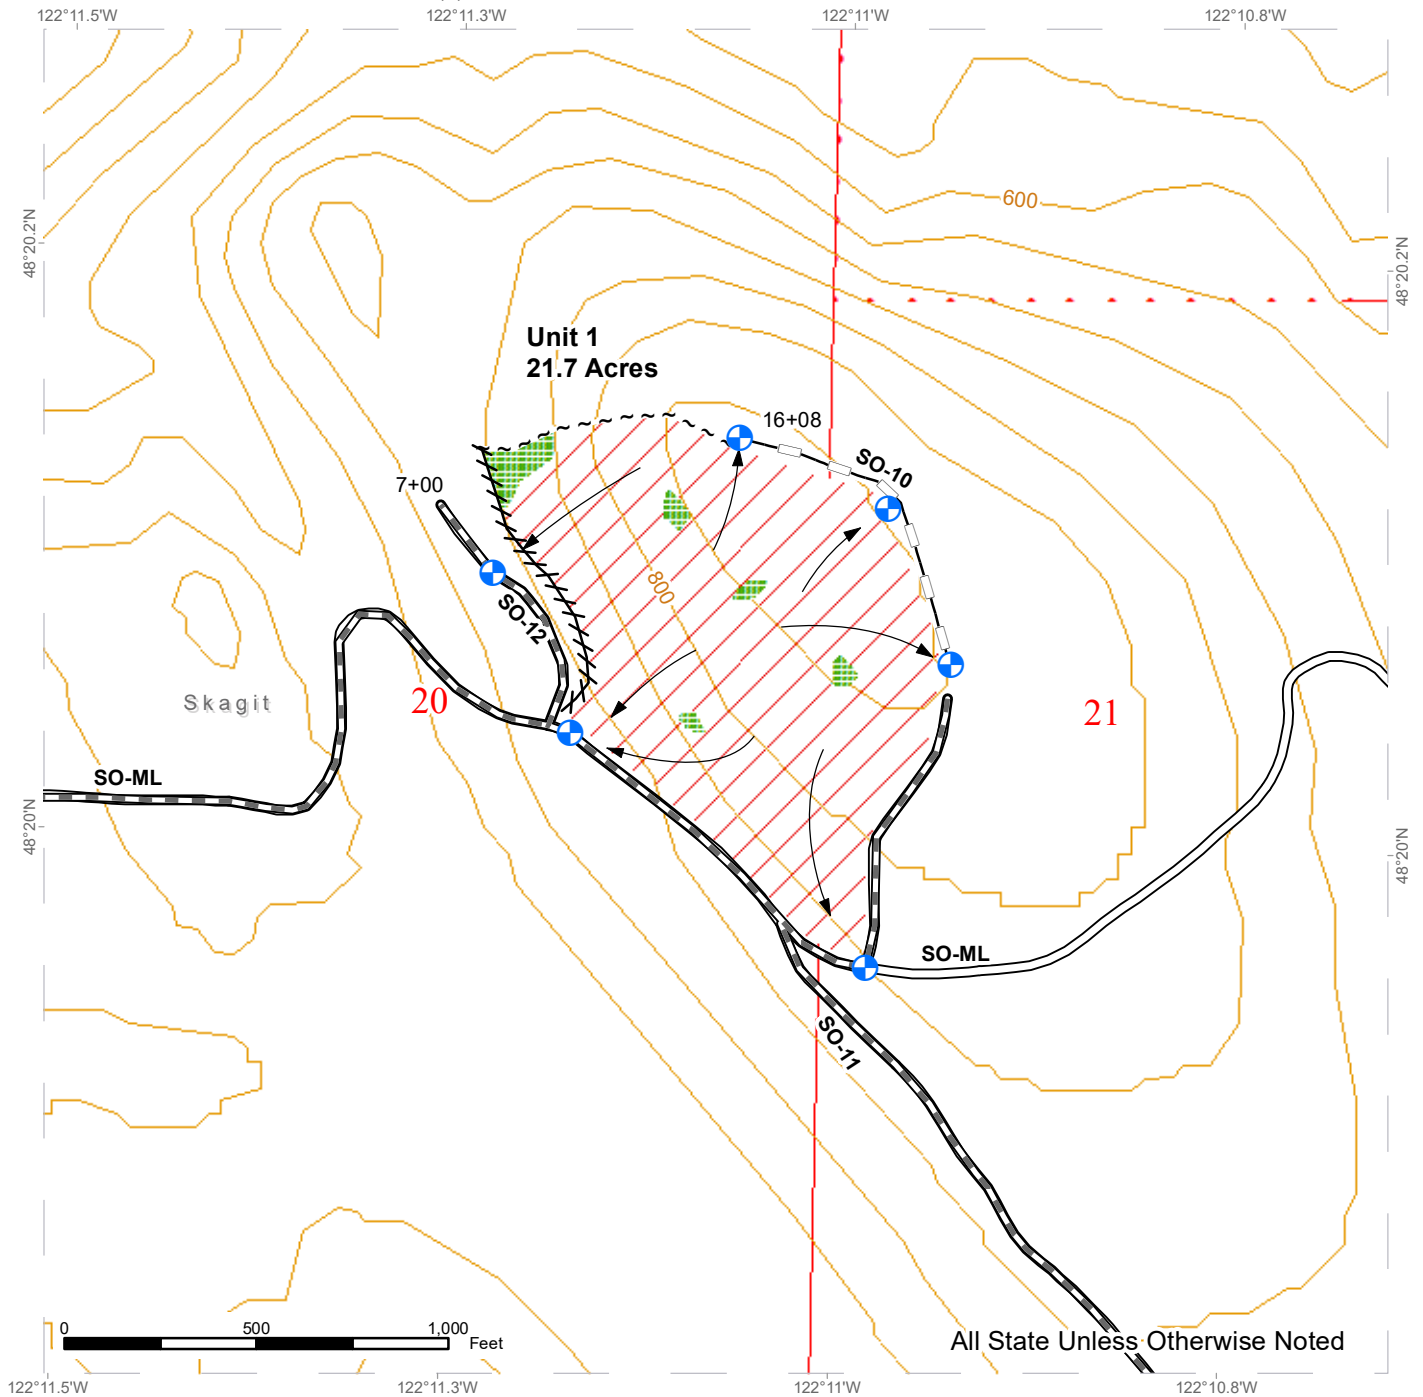 122°11.5'W
122°11.3'W
122°11'W
122°10.8'W
48°20.2'N
48°20.2'N
600
Unit 1
21.7 Acres
16+08
SO-10
7+00
800
SO-12
Skagit
20
21
SO-ML
48°20'N
48°20'N
SO-ML
SO-11
0
500
1,000
Feet
All State Unless Otherwise Noted
122°11.5'W
122°11.3'W
122°11'W
122°10.8'W